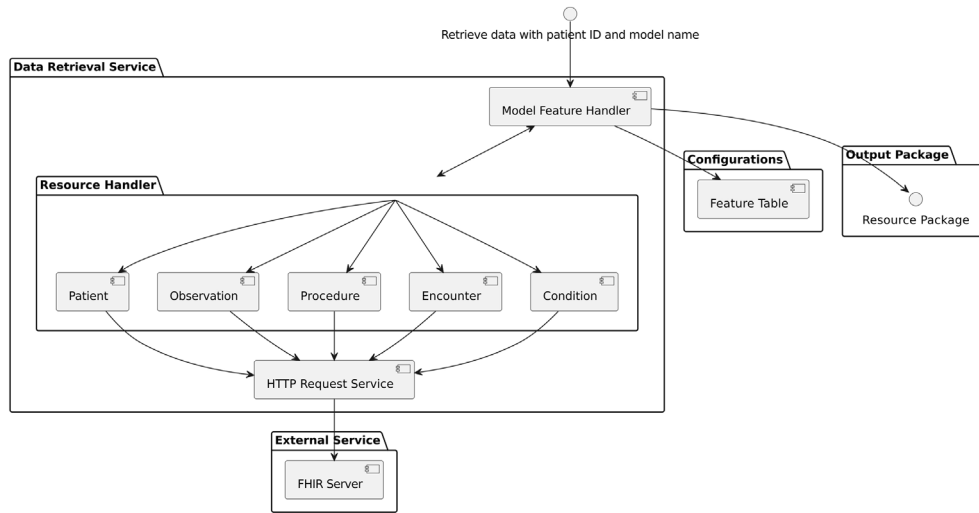 Retrieve data with patient ID and model name
Data Retrieval Service
Model Feature Handler
Configurations
Output Package
Resource Handler
Feature Table
Resource Package
Patient
Observation
Procedure
Encounter
Condition
HTTP Request Service
External Service
FHIR Server